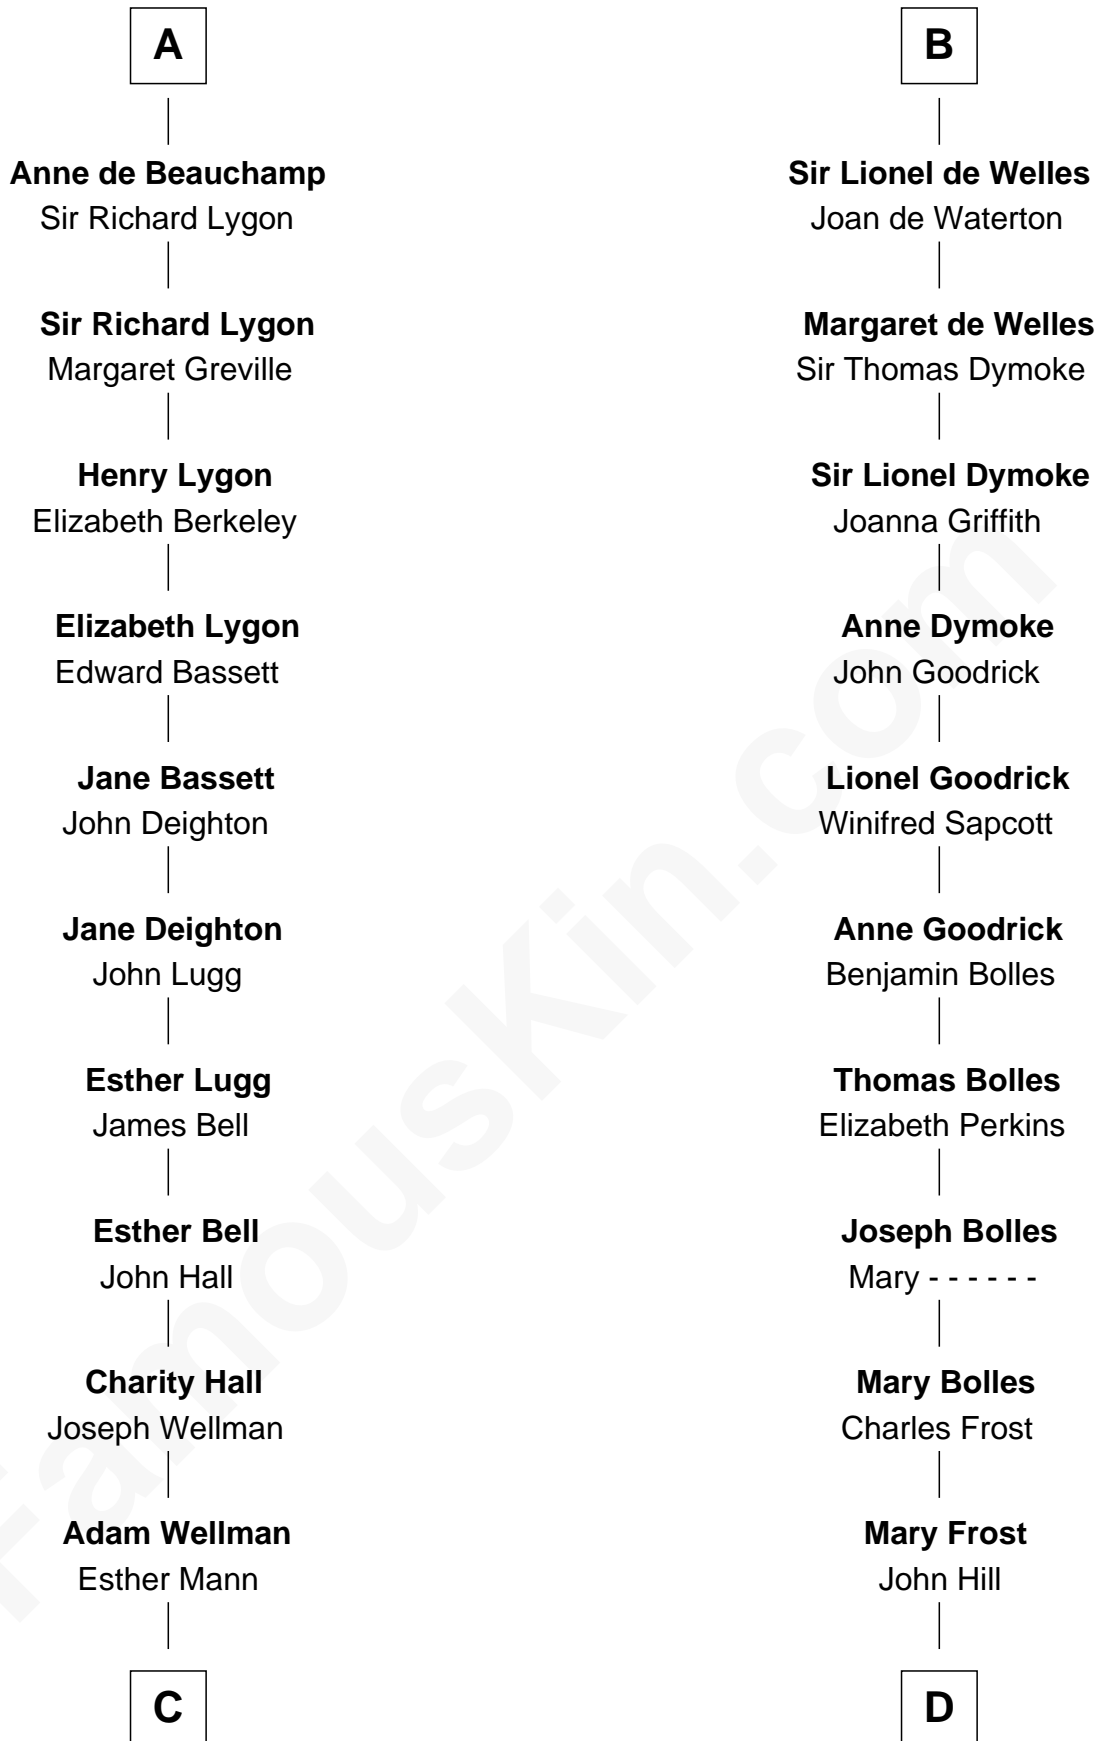 A
Anne de Beauchamp
Sir Richard Lygon
Sir Richard Lygon
Margaret Greville
Henry Lygon
Elizabeth Berkeley
Elizabeth Lygon
Edward Bassett
Jane Bassett
John Deighton
Jane Deighton
John Lugg
Esther Lugg
James Bell
Esther Bell
John Hall
Charity Hall
Joseph Wellman
Adam Wellman
Esther Mann
C
B
Sir Lionel de Welles
Joan de Waterton
Margaret de Welles
Sir Thomas Dymoke
Sir Lionel Dymoke
Joanna Griffith
Anne Dymoke
John Goodrick
Lionel Goodrick
Winifred Sapcott
Anne Goodrick
Benjamin Bolles
Thomas Bolles
Elizabeth Perkins
Joseph Bolles
Mary - - - - - -
Mary Bolles
Charles Frost
Mary Frost
John Hill
D
FamousKin.com